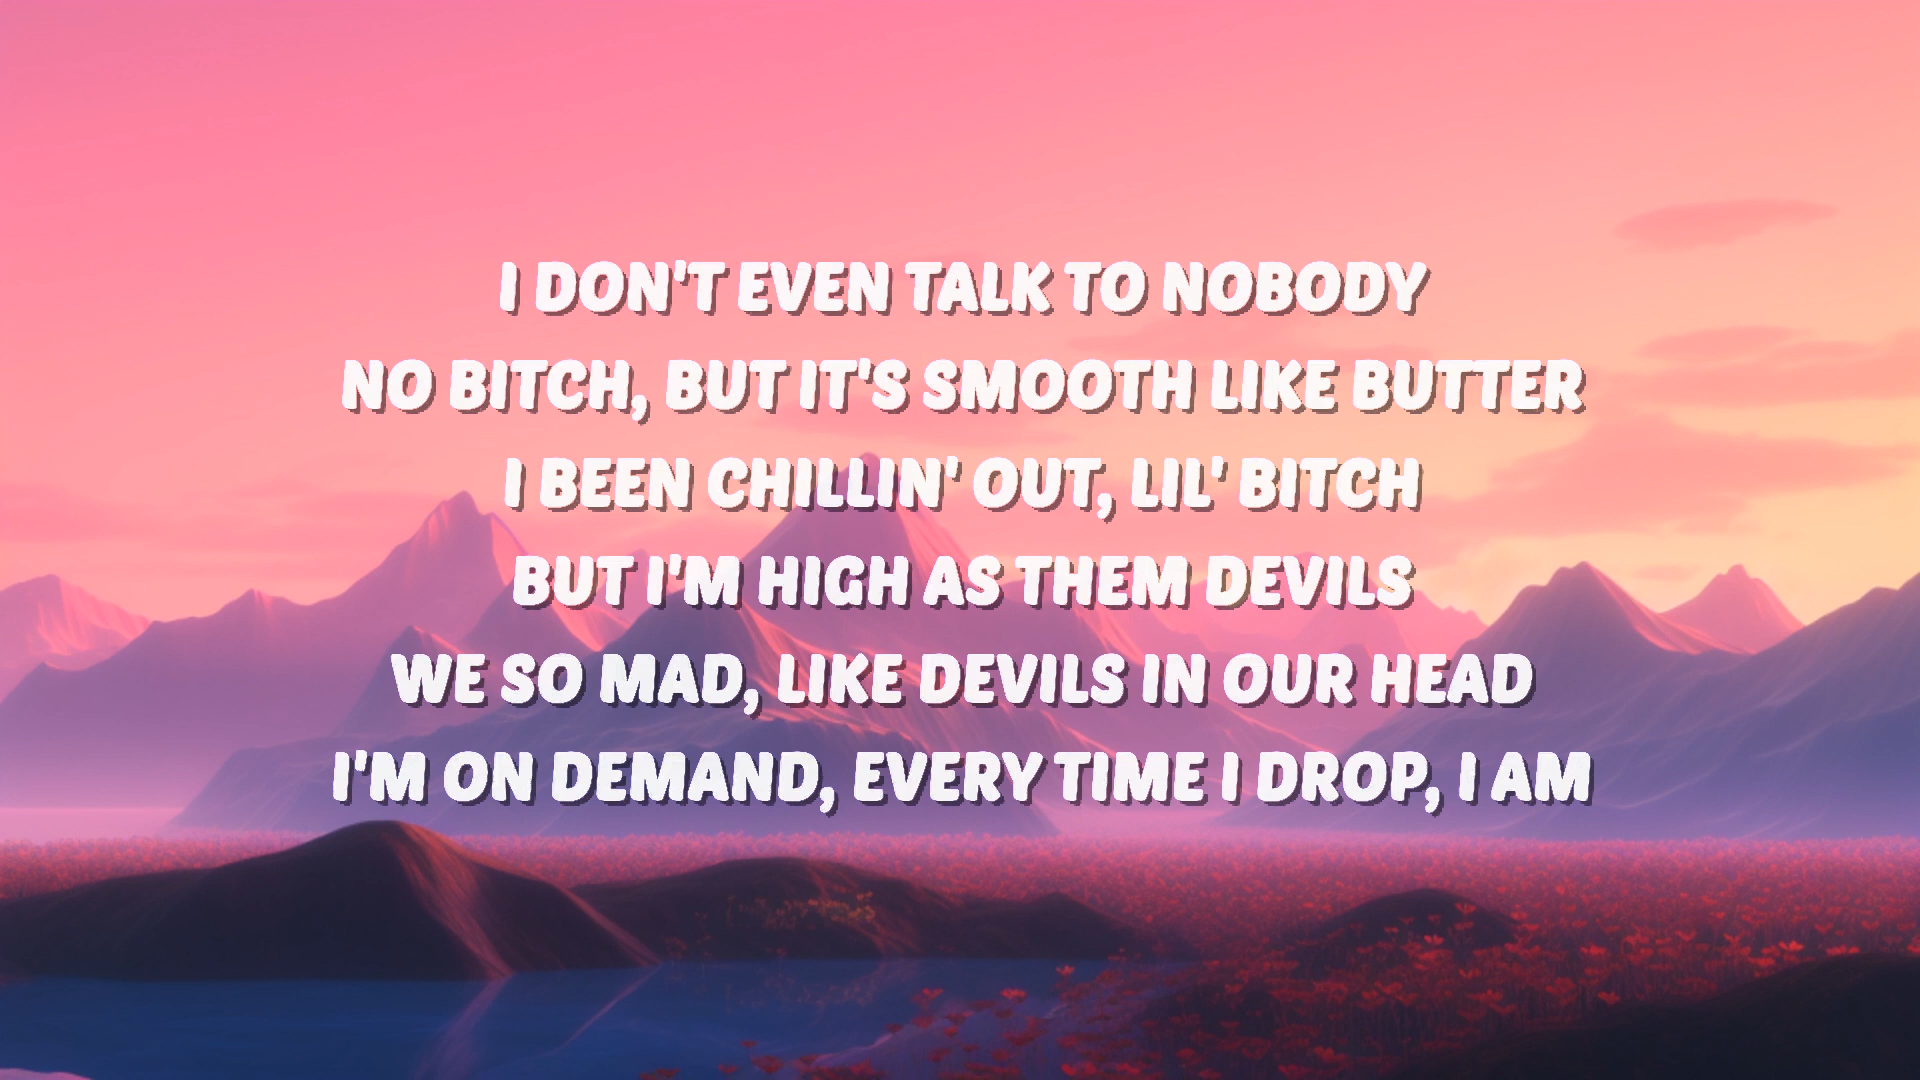 I DON'T EVEN TALK TO NOBODY
NO BITCH, BUT IT'S SMOOTH LIKE BUTTER
I BEEN CHILLIN' OUT, LIL' BITCH
BUT I'M HIGH AS THEM DEVILS
WE SO MAD, LIKE DEVILS IN OUR HEAD
I'M ON DEMAND, EVERY TIME I DROP, I AM